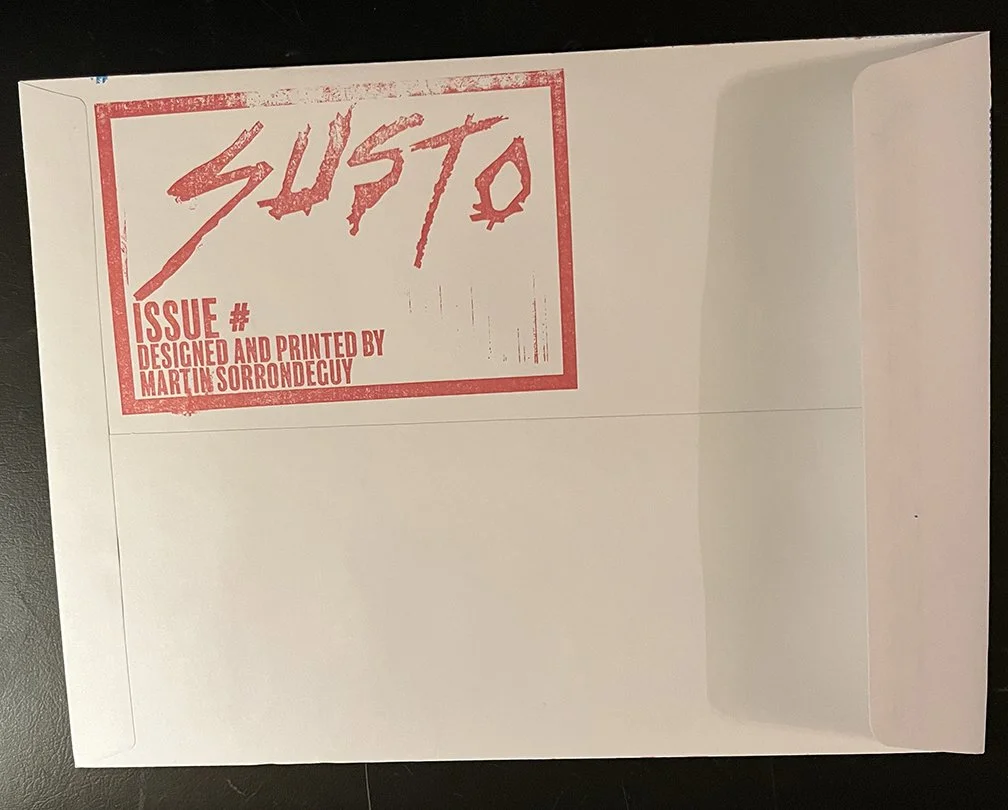 SUSTO
ISSUE #
DESIGNED AND PRINTED BY
MARTIN SORRONDEGUY